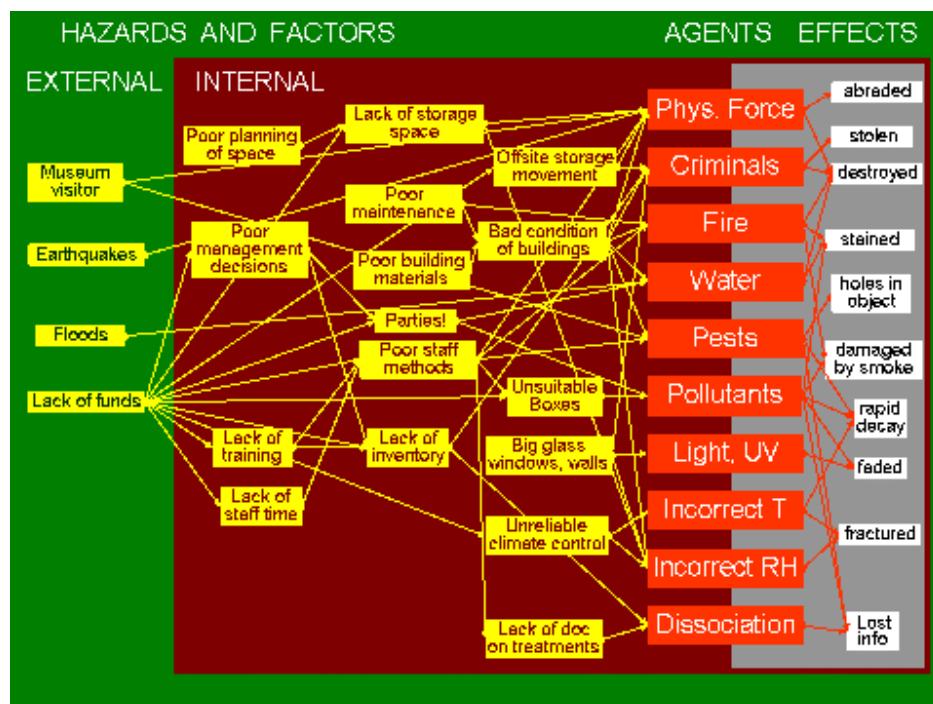 HAZARDS AND FACTORS
AGENTS
EFFECTS
EXTERNAL
INTERNAL
Museum
visitor
Earthquakes
Floods
Lack of funds
Poor planning
of space
Poor
management
decisions
Lack of
training
Lack of
staff time
Lack of storage
space
Poor
maintenance
Poor building
materials
Parties!
Poor staff
methods
Lack of
inventory
Offsite storage
movement
Bad condition
of buildings
Unsuitable
Boxes
Big glass
windows, walls
Unreliable
climate control
Lack of doc
on treatments
Phys. Force
Criminals
Fire
Water
Pests
Pollutants
Light, UV
Incorrect T
Incorrect RH
Dissociation
abraded
stolen
destroyed
stained
holes in
object
damaged
by smoke
rapid
decay
faded
fractured
Lost
info